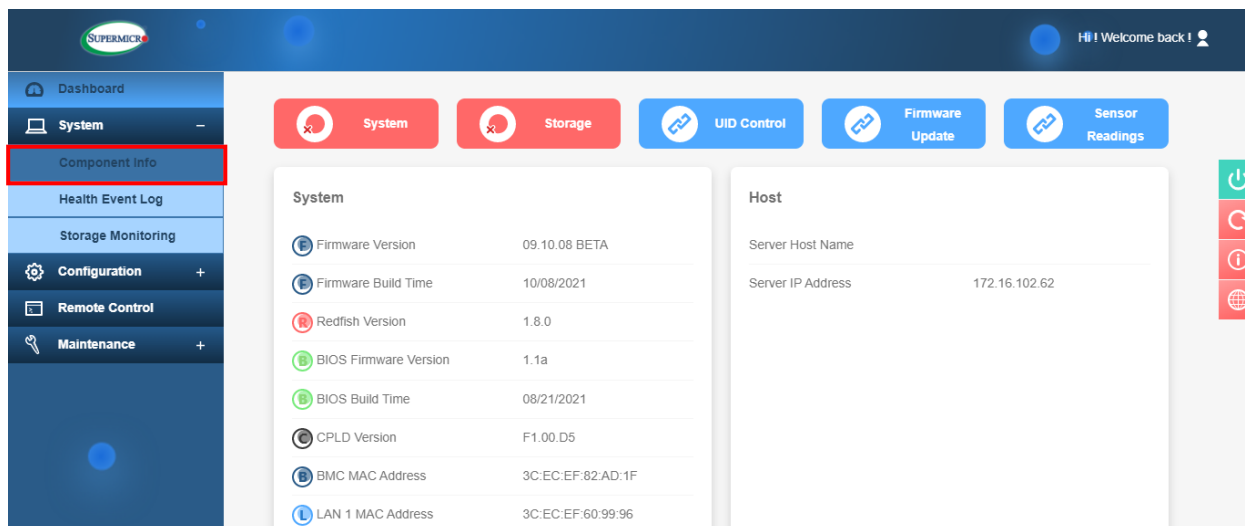 SUPERMICRO
Hi ! Welcome back !
Dashboard
System –
Component Info
Health Event Log
Storage Monitoring
Configuration +
Remote Control
Maintenance +
System
Storage
UID Control
Firmware
Update
Sensor
Readings
System
F Firmware Version 09.10.08 BETA
F Firmware Build Time 10/08/2021
R Redfish Version 1.8.0
B BIOS Firmware Version 1.1a
B BIOS Build Time 08/21/2021
C CPLD Version F1.00.D5
B BMC MAC Address 3C:EC:EF:82:AD:1F
L LAN 1 MAC Address 3C:EC:EF:60:99:96
Host
Server Host Name
Server IP Address 172.16.102.62